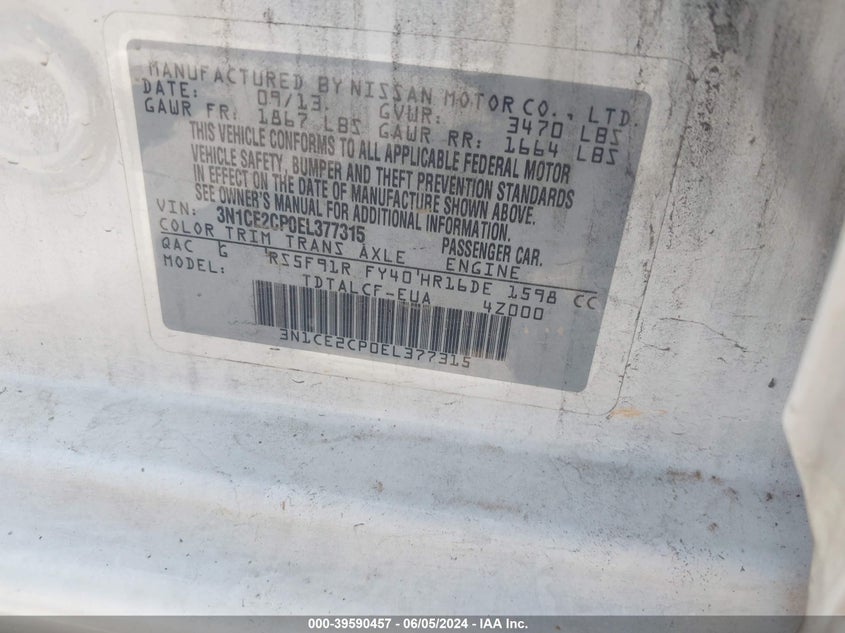 MANUFACTURED BY NISSAN MOTOR CO., LTD.
DATE: 09/13 GVWR: 3470 LBS
GAWR FR: 1867 LBS GAWR RR: 1664 LBS
THIS VEHICLE CONFORMS TO ALL APPLICABLE FEDERAL MOTOR
VEHICLE SAFETY, BUMPER AND THEFT PREVENTION STANDARDS
IN EFFECT ON THE DATE OF MANUFACTURE SHOWN ABOVE.
SEE OWNER'S MANUAL FOR ADDITIONAL INFORMATION.
VIN: 3N1CE2CP0EL377315 PASSENGER CAR.
COLOR TRIM TRANS AXLE ENGINE
QAC G RS5F91R FY40 HR16DE 1598 CC
MODEL: TDTALCF-EUA 4Z000
3N1CE2CP0EL377315
000-39590457 - 06/05/2024 - IAA Inc.